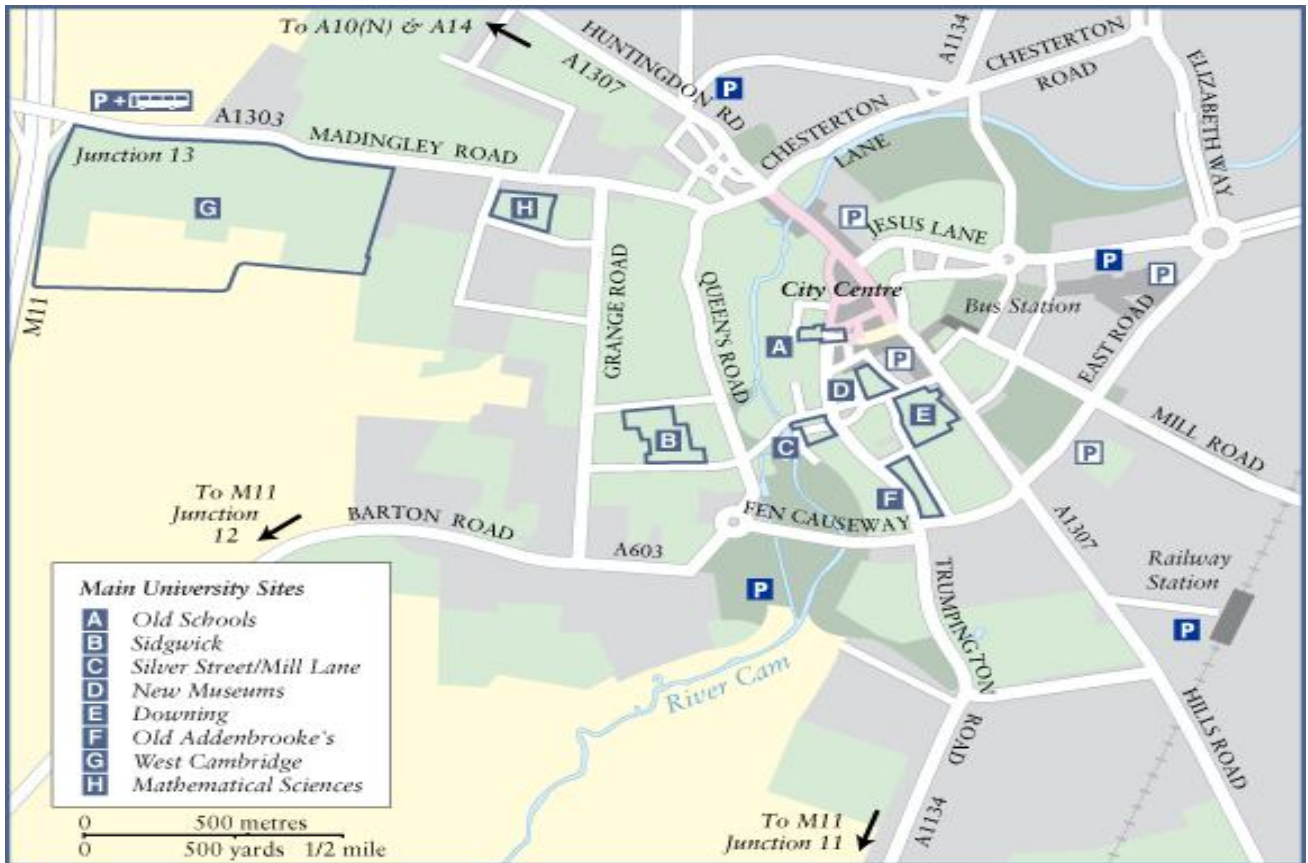 To A10(N) & A14
HUNTINGDON RD
A1307
A1134
CHESTERTON
ROAD
ELIZABETH WAY
P
P +
A1303
MADINGLEY ROAD
Junction 13
CHESTERTON
LANE
G
H
P
JESUS LANE
P
P
M11
GRANGE ROAD
QUEEN'S ROAD
City Centre
Bus Station
A
P
EAST ROAD
D
E
B
C
MILL ROAD
P
F
To M11
Junction
12
BARTON ROAD
A603
FEN CAUSEWAY
A1307
Railway
Station
P
P
TRUMPINGTON
ROAD
River Cam
HILLS ROAD
A1134
To M11
Junction 11
Main University Sites
A Old Schools
B Sidgwick
C Silver Street/Mill Lane
D New Museums
E Downing
F Old Addenbrooke's
G West Cambridge
H Mathematical Sciences
0 500 metres
0 500 yards 1/2 mile